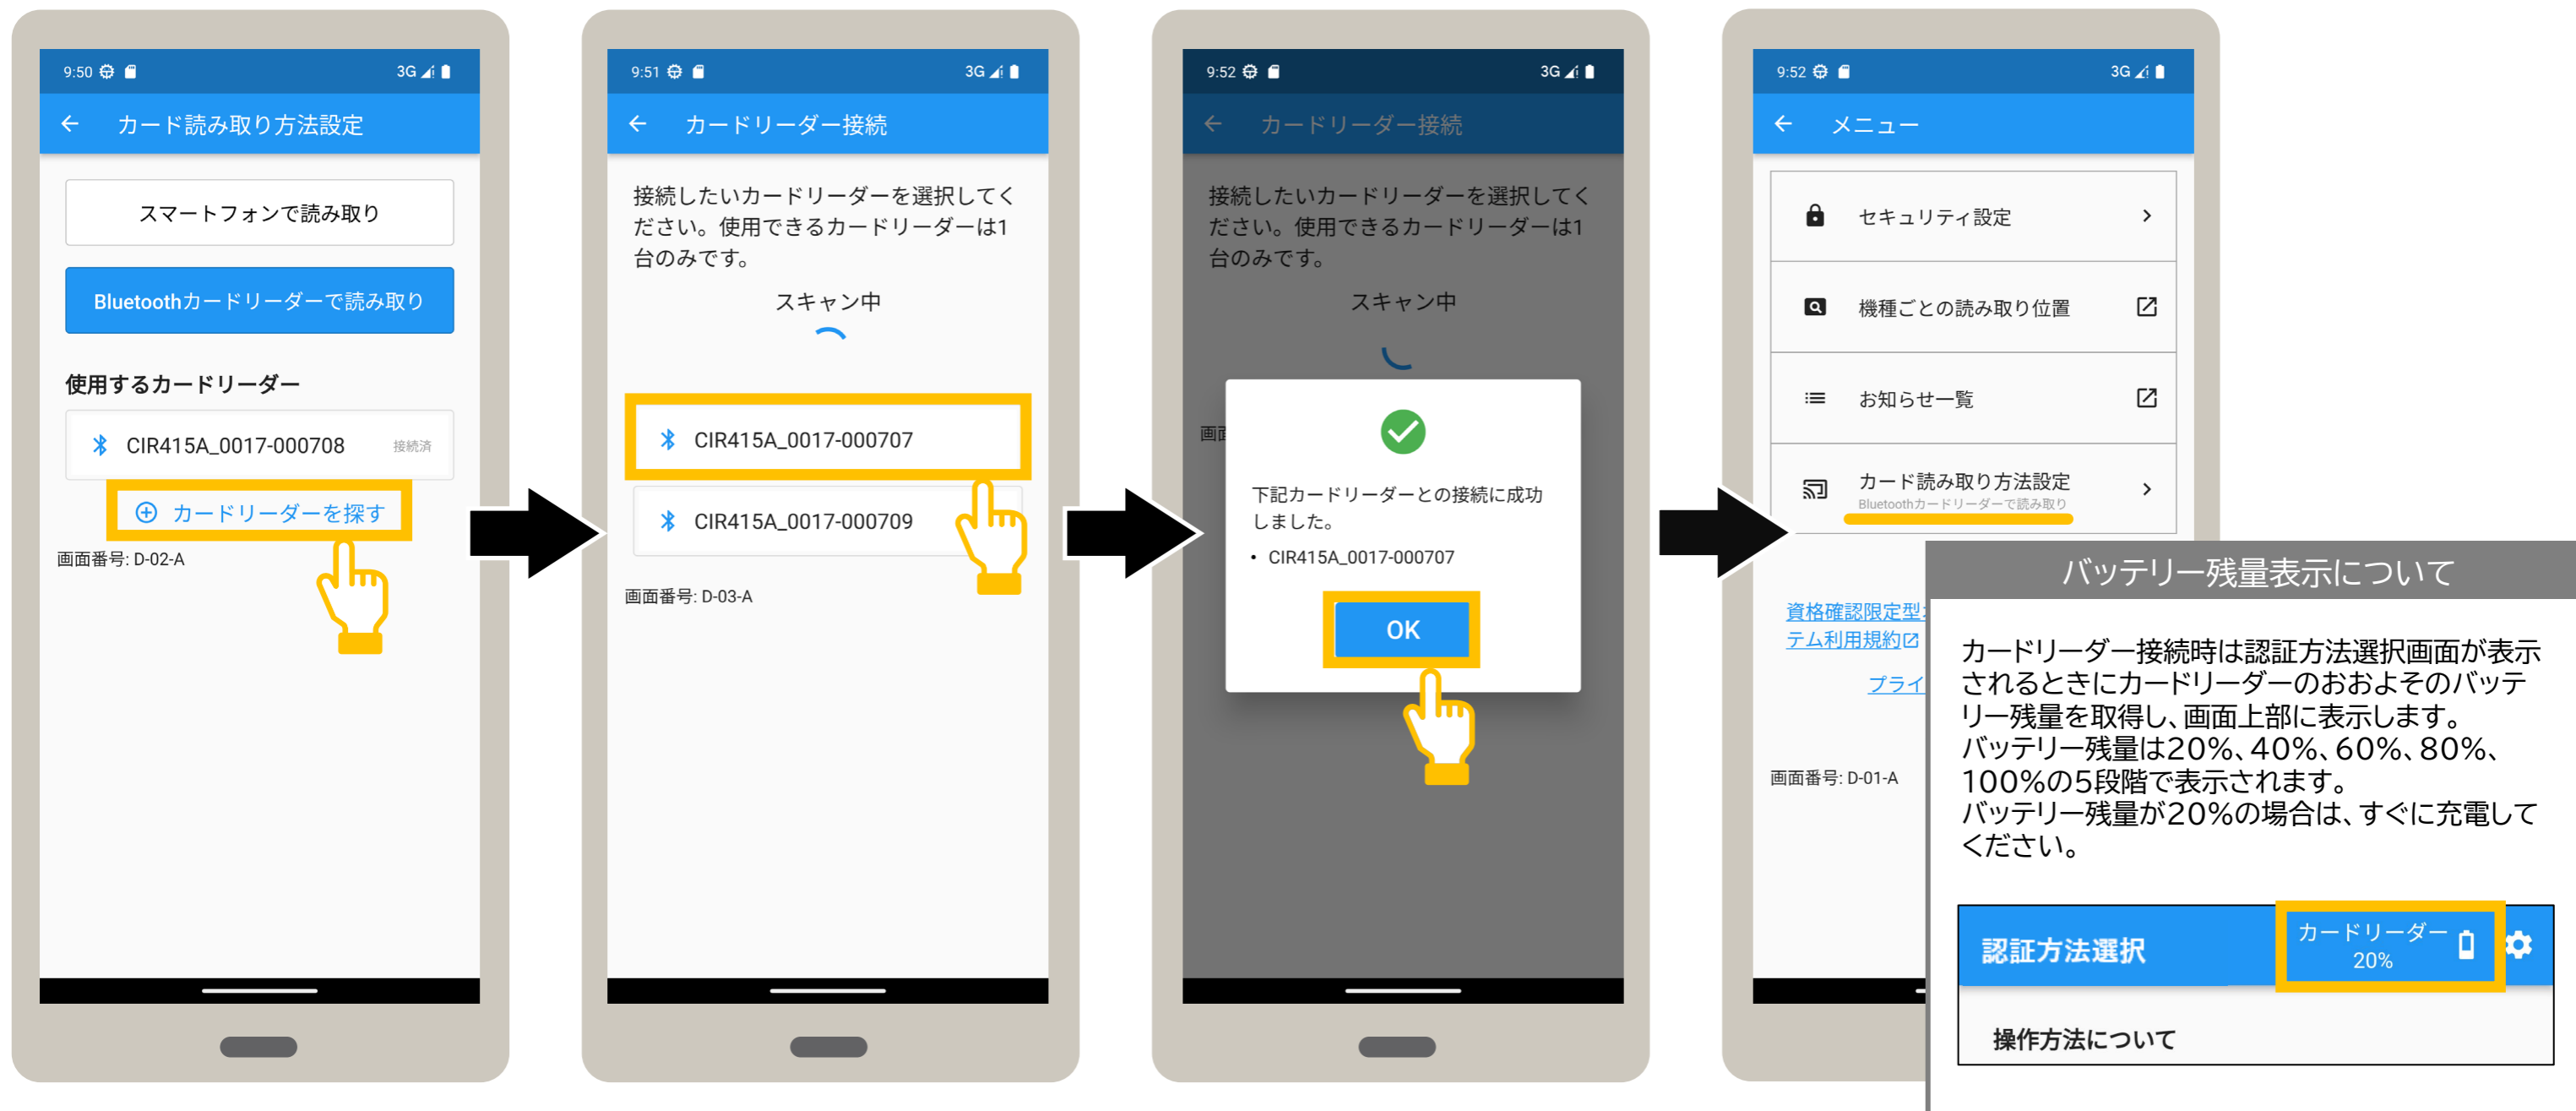 9:50
3G
カード読み取り方法設定
スマートフォンで読み取り
Bluetoothカードリーダーで読み取り
使用するカードリーダー
CIR415A_0017-000708
接続済
カードリーダーを探す
画面番号: D-02-A
9:51
3G
カードリーダー接続
接続したいカードリーダーを選択してく
ださい。使用できるカードリーダーは1
台のみです。
スキャン中
CIR415A_0017-000707
CIR415A_0017-000709
画面番号: D-03-A
9:52
3G
カードリーダー接続
接続したいカードリーダーを選択してく
ださい。使用できるカードリーダーは1
台のみです。
スキャン中
下記カードリーダーとの接続に成功
しました。
• CIR415A_0017-000707
OK
9:52
3G
メニュー
セキュリティ設定
機種ごとの読み取り位置
お知らせ一覧
カード読み取り方法設定
Bluetoothカードリーダーで読み取り
資格確認限定型
テム利用規約
プライ
画面番号: D-01-A
バッテリー残量表示について
カードリーダー接続時は認証方法選択画面が表示
されるときにカードリーダーのおおよそのバッテ
リー残量を取得し、画面上部に表示します。
バッテリー残量は20%、40%、60%、80%、
100%の5段階で表示されます。
バッテリー残量が20%の場合は、すぐに充電して
ください。
認証方法選択
カードリーダー
20%
操作方法について